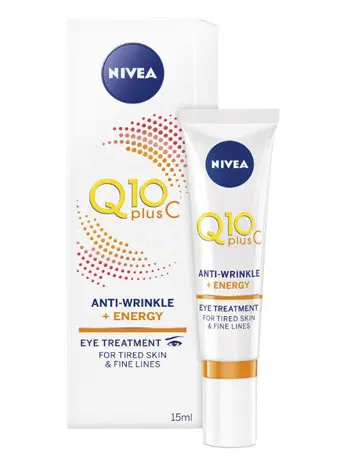 NIVEA
Q10
plus C
ANTI-WRINKLE
+ ENERGY
EYE TREATMENT
FOR TIRED SKIN
& FINE LINES
15ml
NIVEA
Q10
plus C
ANTI-WRINKLE
+ ENERGY
EYE TREATMENT
FOR TIRED SKIN
& FINE LINES